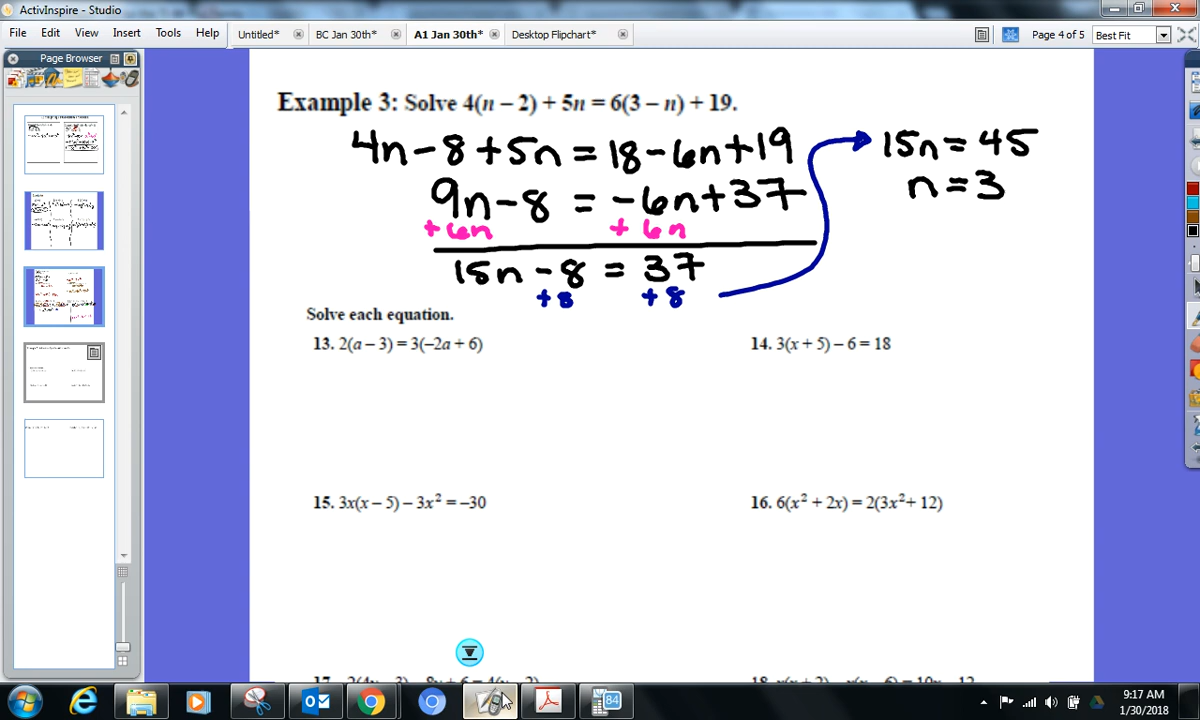 ActivInspire - Studio
File Edit View Insert Tools Help
Untitled* BC Jan 30th* A1 Jan 30th* Desktop Flipchart*
Page 4 of 5 Best Fit
Page Browser
Example 3: Solve 4(n – 2) + 5n = 6(3 – n) + 19.
4n – 8 + 5n = 18 – 6n + 19
9n – 8 = –6n + 37
+6n + 6n
15n – 8 = 37
+8 +8
15n = 45
n = 3
Solve each equation.
13. 2(a – 3) = 3(–2a + 6)
14. 3(x + 5) – 6 = 18
15. 3x(x – 5) – 3x² = –30
16. 6(x² + 2x) = 2(3x² + 12)
84
9:17 AM
1/30/2018